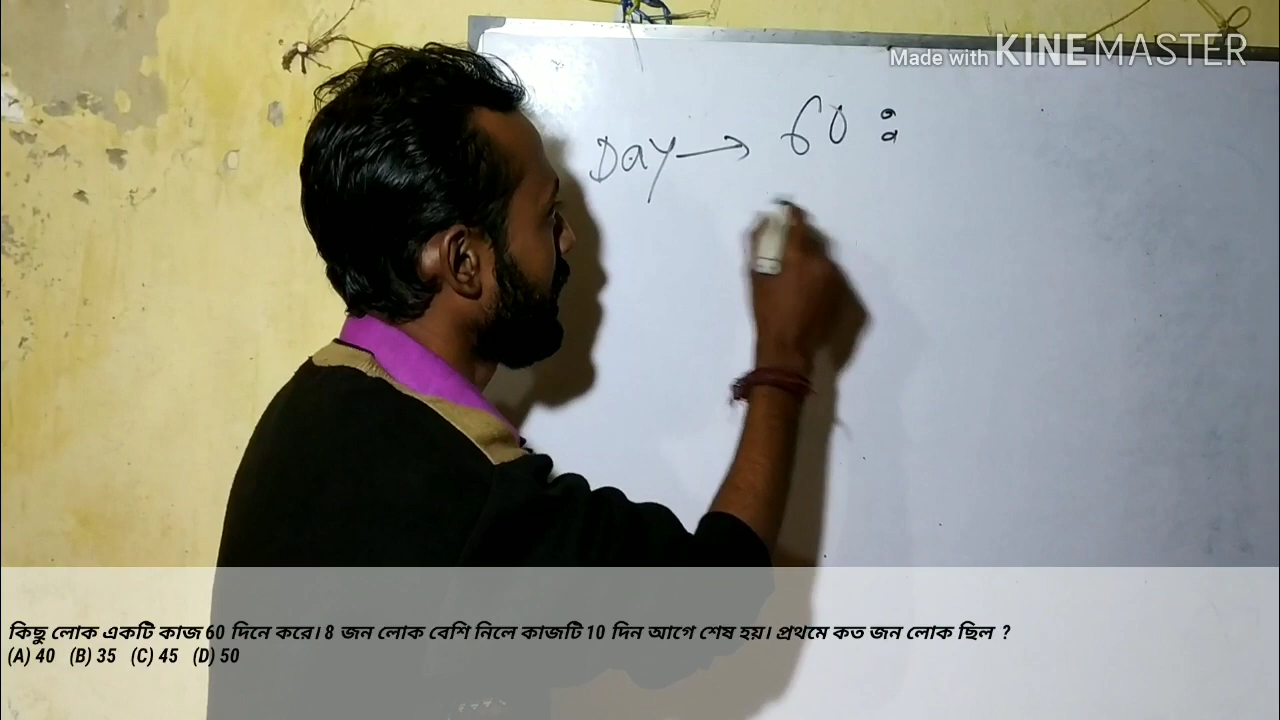 Made with KINEMASTER
Day → 60 :
কিছু লোক একটি কাজ 60 দিনে করে। 8 জন লোক বেশি নিলে কাজটি 10 দিন আগে শেষ হয়। প্রথমে কত জন লোক ছিল ?
(A) 40 (B) 35 (C) 45 (D) 50